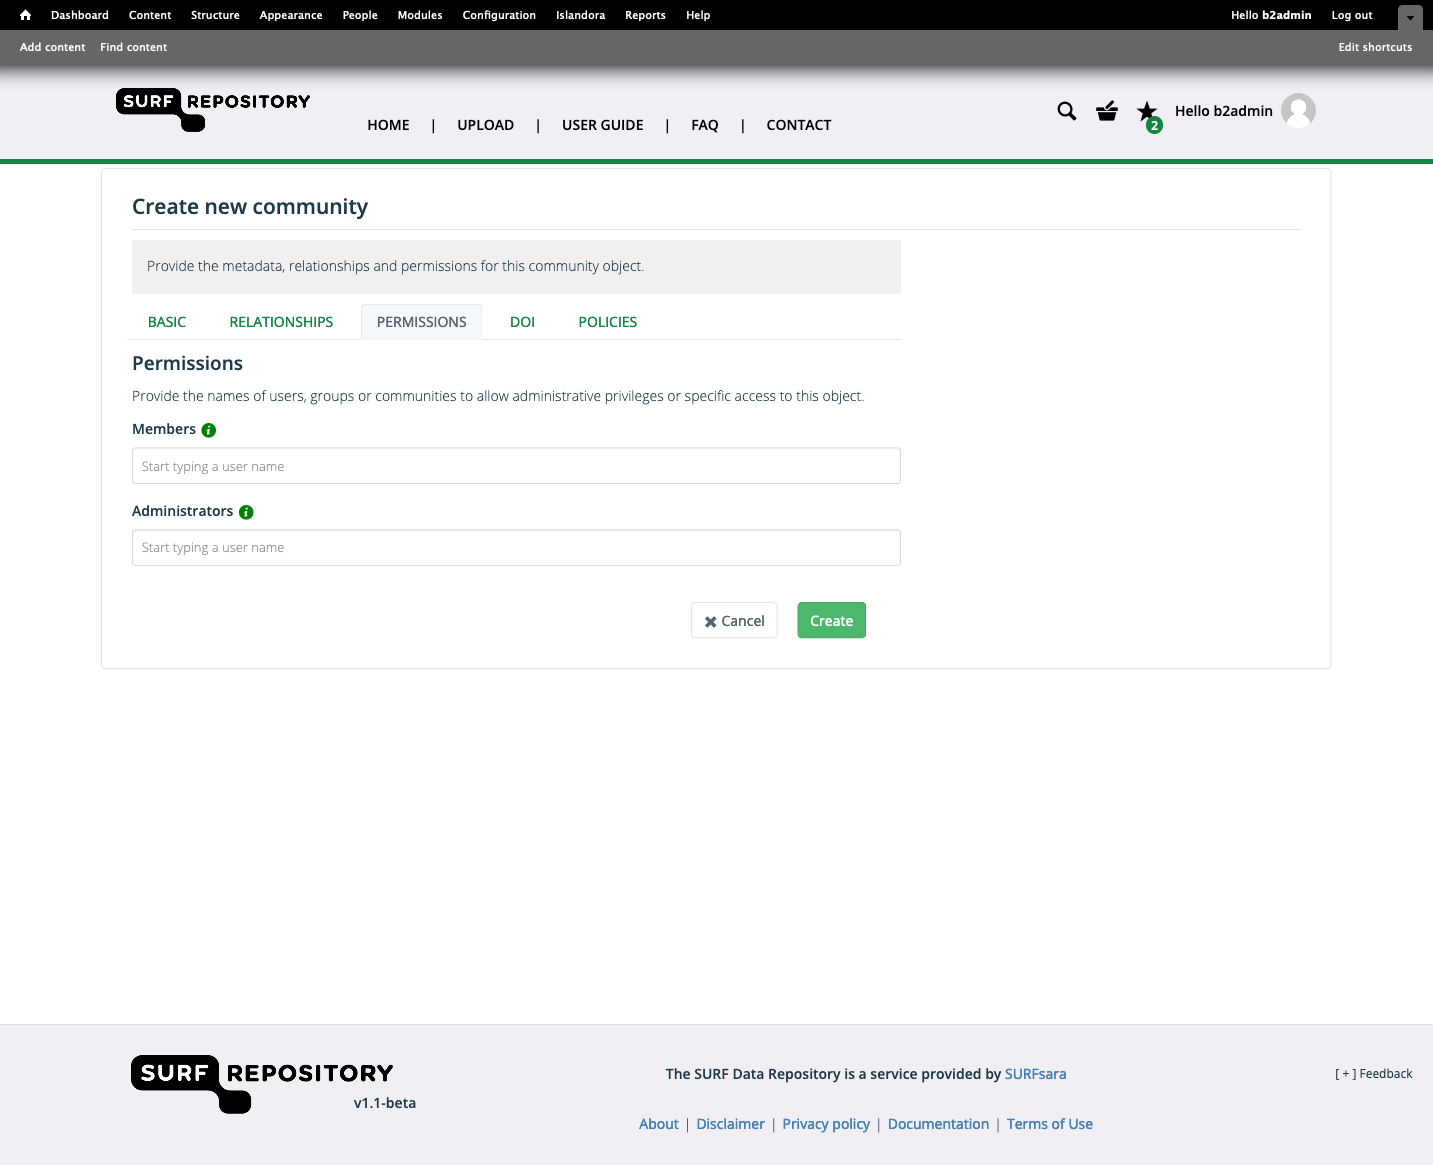 Dashboard Content Structure Appearance People Modules Configuration Islandora Reports Help Hello b2admin Log out
Add content Find content Edit shortcuts
SURF REPOSITORY
HOME | UPLOAD | USER GUIDE | FAQ | CONTACT
2
Hello b2admin
Create new community
Provide the metadata, relationships and permissions for this community object.
BASIC RELATIONSHIPS PERMISSIONS DOI POLICIES
Permissions
Provide the names of users, groups or communities to allow administrative privileges or specific access to this object.
Members i
Start typing a user name
Administrators i
Start typing a user name
Cancel Create
SURF REPOSITORY
v1.1-beta
The SURF Data Repository is a service provided by SURFsara
[ + ] Feedback
About | Disclaimer | Privacy policy | Documentation | Terms of Use